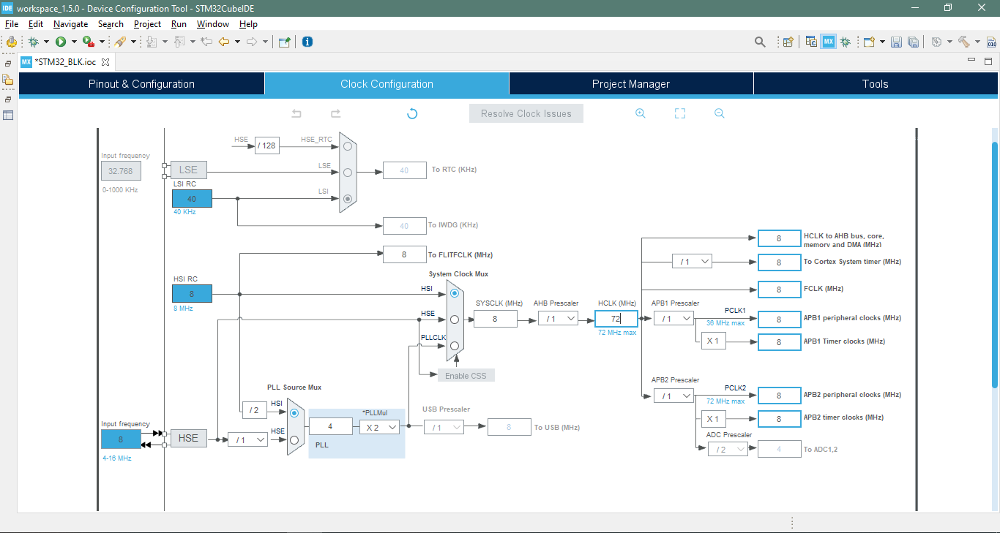 IDE workspace_1.5.0 - Device Configuration Tool - STM32CubeIDE
File Edit Navigate Search Project Run Window Help
MX
010
MX *STM32_BLK.ioc
Pinout & Configuration Clock Configuration Project Manager Tools
Resolve Clock Issues
HSE / 128 HSE_RTC
Input frequency
32.768 LSE LSE 40 To RTC (KHz)
0-1000 KHz
LSI RC
40 LSI
40 KHz
40 To IWDG (KHz)
8 To FLITFCLK (MHz)
8 HCLK to AHB bus, core,
memory and DMA (MHz)
/ 1 8 To Cortex System timer (MHz)
System Clock Mux
HSI RC
8 HSI
8 MHz
8 FCLK (MHz)
SYSCLK (MHz) AHB Prescaler HCLK (MHz) APB1 Prescaler
HSE 8 / 1 72 / 1 PCLK1 8 APB1 peripheral clocks (MHz)
72 MHz max 36 MHz max
PLLCLK X 1 8 APB1 Timer clocks (MHz)
Enable CSS
APB2 Prescaler
PLL Source Mux
/ 1 PCLK2 8 APB2 peripheral clocks (MHz)
72 MHz max
/ 2 HSI
*PLLMul USB Prescaler
X 1 8 APB2 timer clocks (MHz)
Input frequency
8 HSE / 1 HSE 4 X 2 / 1 8 To USB (MHz)
PLL
4-16 MHz
ADC Prescaler
/ 2 4 To ADC1,2